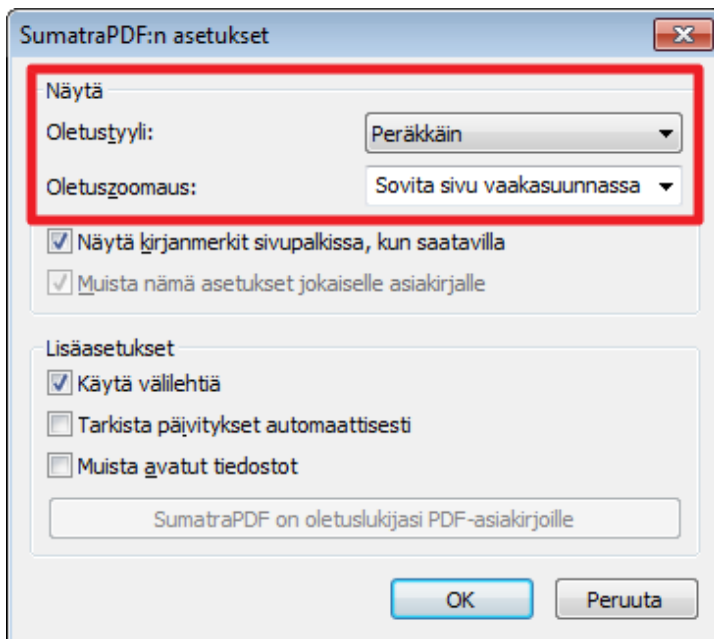 SumatraPDF:n asetukset
Näytä
Oletustyyli: Peräkkäin
Oletuszoomaus: Sovita sivu vaakasuunnassa
Näytä kirjanmerkit sivupalkissa, kun saatavilla
Muista nämä asetukset jokaiselle asiakirjalle
Lisäasetukset
Käytä välilehtiä
Tarkista päivitykset automaattisesti
Muista avatut tiedostot
SumatraPDF on oletuslukijasi PDF-asiakirjoille
OK Peruuta